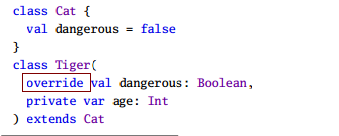 class Cat {
  val dangerous = false
}
class Tiger(
  override val dangerous: Boolean,
  private var age: Int
) extends Cat